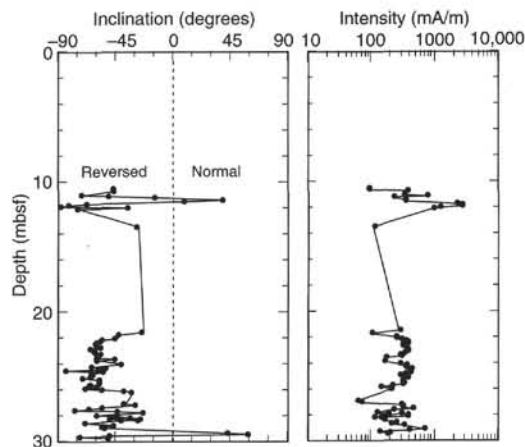 Inclination (degrees)
Intensity (mA/m)
−90 −45 0 45 90
10 100 1000 10,000
0
Reversed Normal
10
Depth (mbsf)
20
30